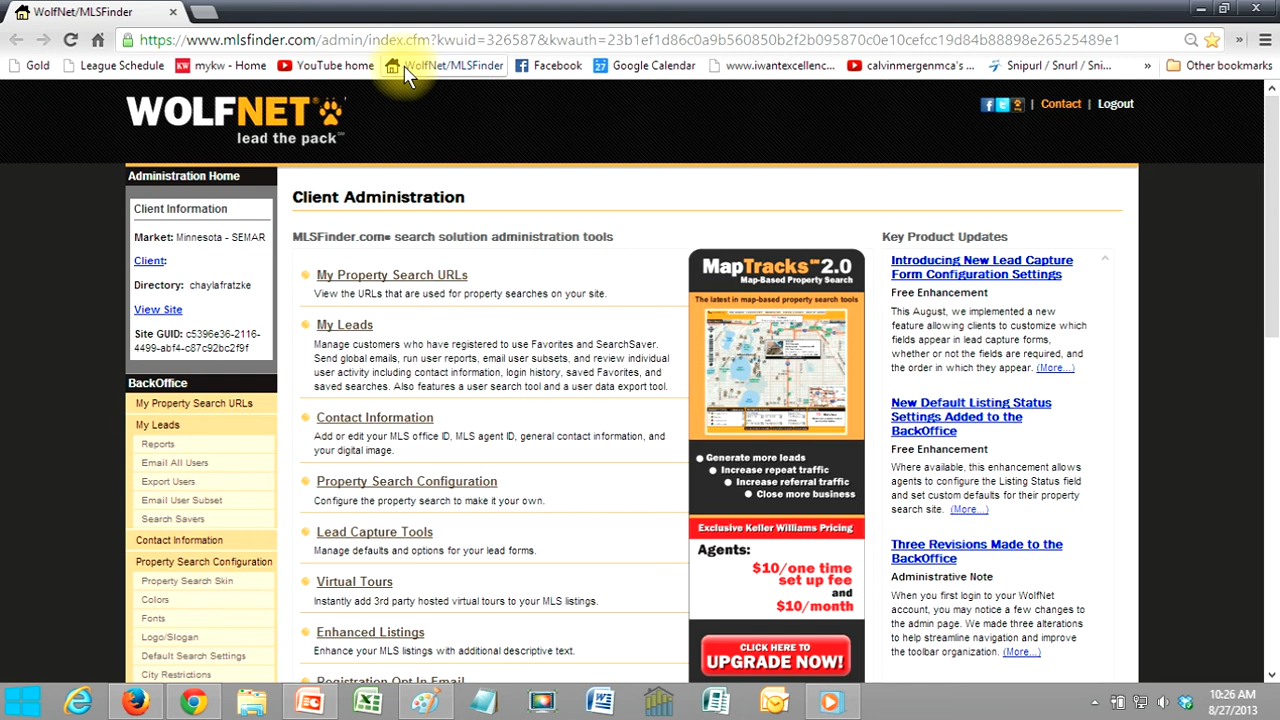 WolfNet/MLSFinder
https://www.mlsfinder.com/admin/index.cfm?kwuid=326587&kwauth=23b1ef1d86c0a9b560850b2f2b095870c0e10cefcc19d84b198868e26525489e1
Gold League Schedule mykw - Home YouTube home WolfNet/MLSFinder Facebook 27 Google Calendar www.iwantexcellenc... calvinmergenmca's ... Snipurl / Snurl / Sni... » Other bookmarks
WOLFNET
lead the pack
Contact | Logout
Administration Home
Client Information
Market: Minnesota - SEMAR
Client:
Directory: chaylafratzke
View Site
Site GUID: c5396e36-2116-
4499-abf4-c87c92bc2f9f
BackOffice
My Property Search URLs
My Leads
Reports
Email All Users
Export Users
Email User Subset
Search Savers
Contact Information
Property Search Configuration
Property Search Skin
Colors
Fonts
Logo/Slogan
Default Search Settings
City Restrictions
Client Administration
MLSFinder.com® search solution administration tools
My Property Search URLs
View the URLs that are used for property searches on your site.
My Leads
Manage customers who have registered to use Favorites and SearchSaver.
Send global emails, run user reports, email user subsets, and review individual
user activity including contact information, login history, saved Favorites, and
saved searches. Also features a user search tool and a user data export tool.
Contact Information
Add or edit your MLS office ID, MLS agent ID, general contact information, and
your digital image.
Property Search Configuration
Configure the property search to make it your own.
Lead Capture Tools
Manage defaults and options for your lead forms.
Virtual Tours
Instantly add 3rd party hosted virtual tours to your MLS listings.
Enhanced Listings
Enhance your MLS listings with additional descriptive text.
Registration Opt In Email
MapTracks℠ 2.0
Map-Based Property Search
The latest in map-based property search tools
Generate more leads
Increase repeat traffic
Increase referral traffic
Close more business
Exclusive Keller Williams Pricing
Agents:
$10/one time
set up fee
and
$10/month
CLICK HERE TO
UPGRADE NOW!
Key Product Updates
Introducing New Lead Capture
Form Configuration Settings
Free Enhancement
This August, we implemented a new
feature allowing clients to customize which
fields appear in lead capture forms,
whether or not the fields are required, and
the order in which they appear. (More...)
New Default Listing Status
Settings Added to the
BackOffice
Free Enhancement
Where available, this enhancement allows
agents to configure the Listing Status field
and set custom defaults for their property
search site. (More...)
Three Revisions Made to the
BackOffice
Administrative Note
When you first login to your WolfNet
account, you may notice a few changes to
the admin page. We made three alterations
to help streamline navigation and improve
the toolbar organization. (More...)
10:26 AM
8/27/2013